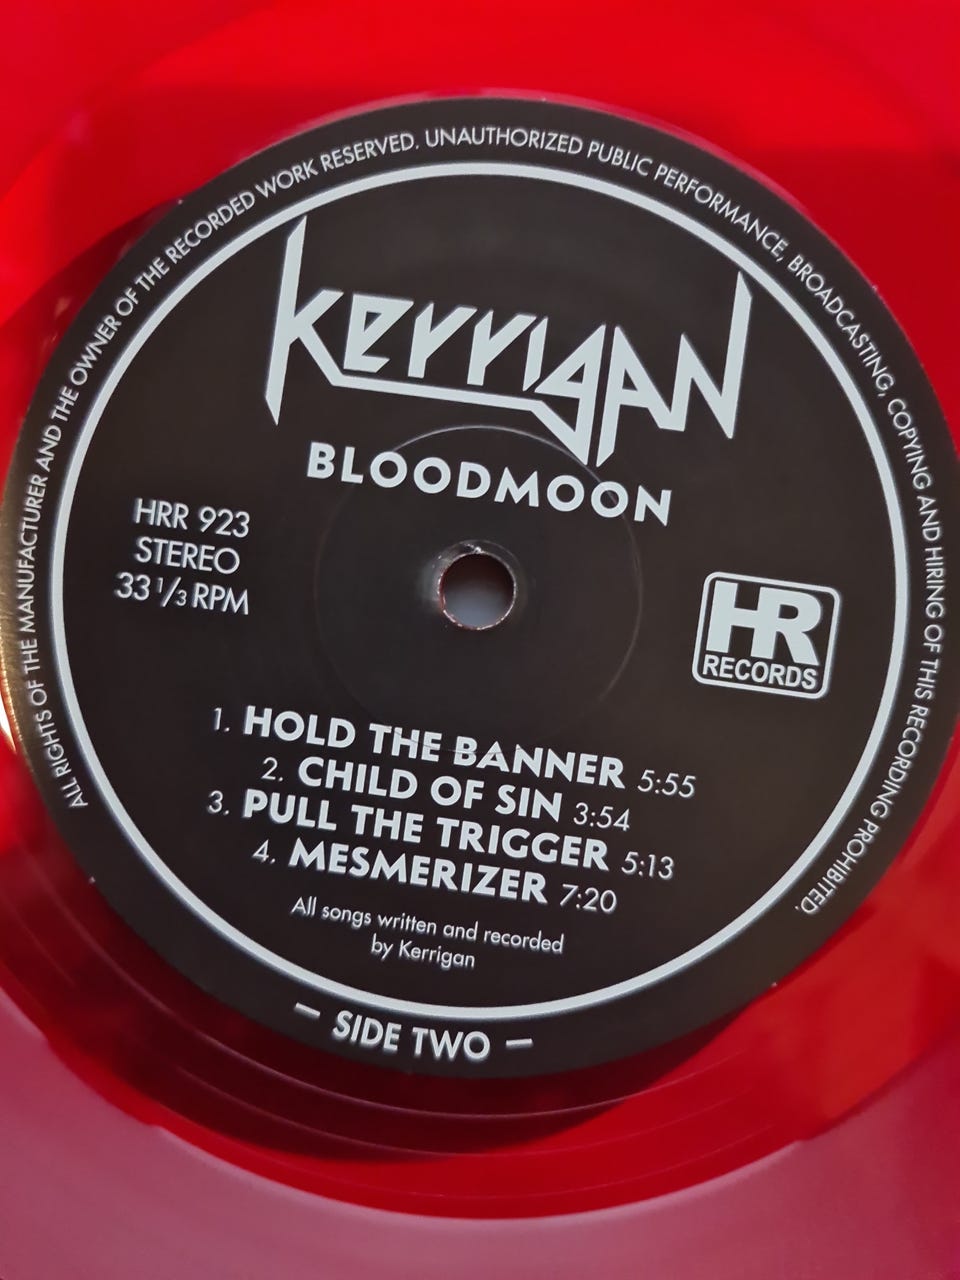 ALL RIGHTS OF THE MANUFACTURER AND THE OWNER OF THE RECORDED WORK RESERVED. UNAUTHORIZED PUBLIC PERFORMANCE, BROADCASTING, COPYING AND HIRING OF THIS RECORDING PROHIBITED.
Kerrigan
BLOODMOON
HRR 923
STEREO
33 1/3 RPM
HR
RECORDS
1. HOLD THE BANNER 5:55
2. CHILD OF SIN 3:54
3. PULL THE TRIGGER 5:13
4. MESMERIZER 7:20
All songs written and recorded
by Kerrigan
– SIDE TWO –